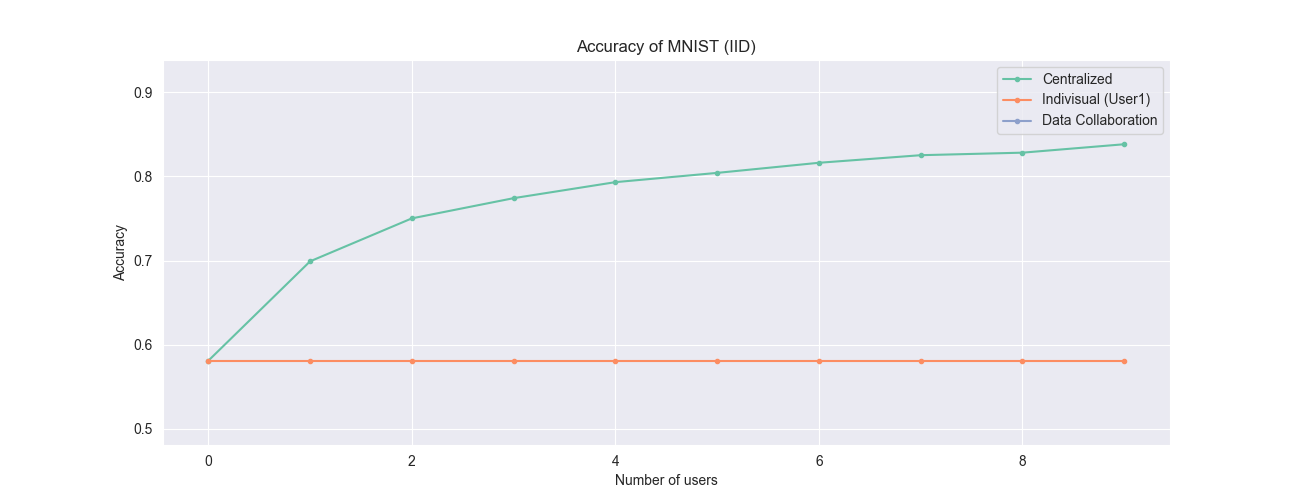 Accuracy of MNIST (IID)
Centralized
Indivisual (User1)
Data Collaboration
0.9
0.8
0.7
0.6
0.5
Accuracy
0 2 4 6 8
Number of users